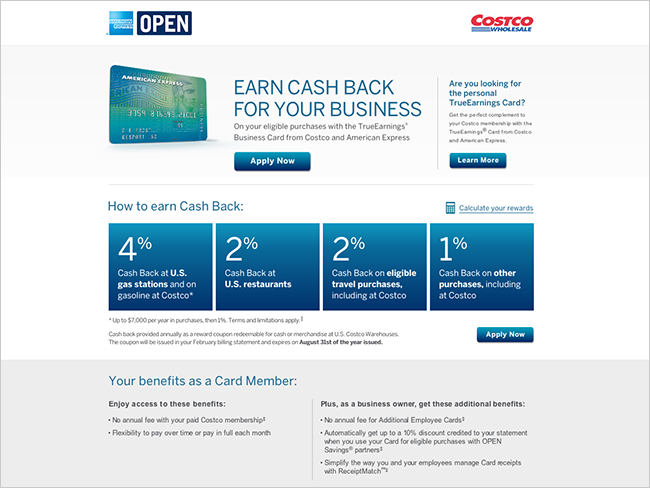 AMERICAN EXPRESS OPEN
COSTCO
WHOLESALE
AMERICAN EXPRESS
EARN CASH BACK
FOR YOUR BUSINESS
On your eligible purchases with the TrueEarnings®
Business Card from Costco and American Express
Apply Now
Are you looking for
the personal
TrueEarnings Card?
Get the perfect complement to
your Costco membership with the
TrueEarnings® Card from Costco
and American Express.
Learn More
How to earn Cash Back:
Calculate your rewards
4%
Cash Back at U.S.
gas stations and on
gasoline at Costco*
2%
Cash Back at
U.S. restaurants
2%
Cash Back on eligible
travel purchases,
including at Costco
1%
Cash Back on other
purchases, including
at Costco
* Up to $7,000 per year in purchases, then 1%. Terms and limitations apply.‡
Cash back provided annually as a reward coupon redeemable for cash or merchandise at U.S. Costco Warehouses.
The coupon will be issued in your February billing statement and expires on August 31st of the year issued.
Apply Now
Your benefits as a Card Member:
Enjoy access to these benefits:
• No annual fee with your paid Costco membership‡
• Flexibility to pay over time or pay in full each month
Plus, as a business owner, get these additional benefits:
• No annual fee for Additional Employee Cards‡
• Automatically get up to a 10% discount credited to your statement
when you use your Card for eligible purchases with OPEN
Savings® partners‡
• Simplify the way you and your employees manage Card receipts
with ReceiptMatch℠‡